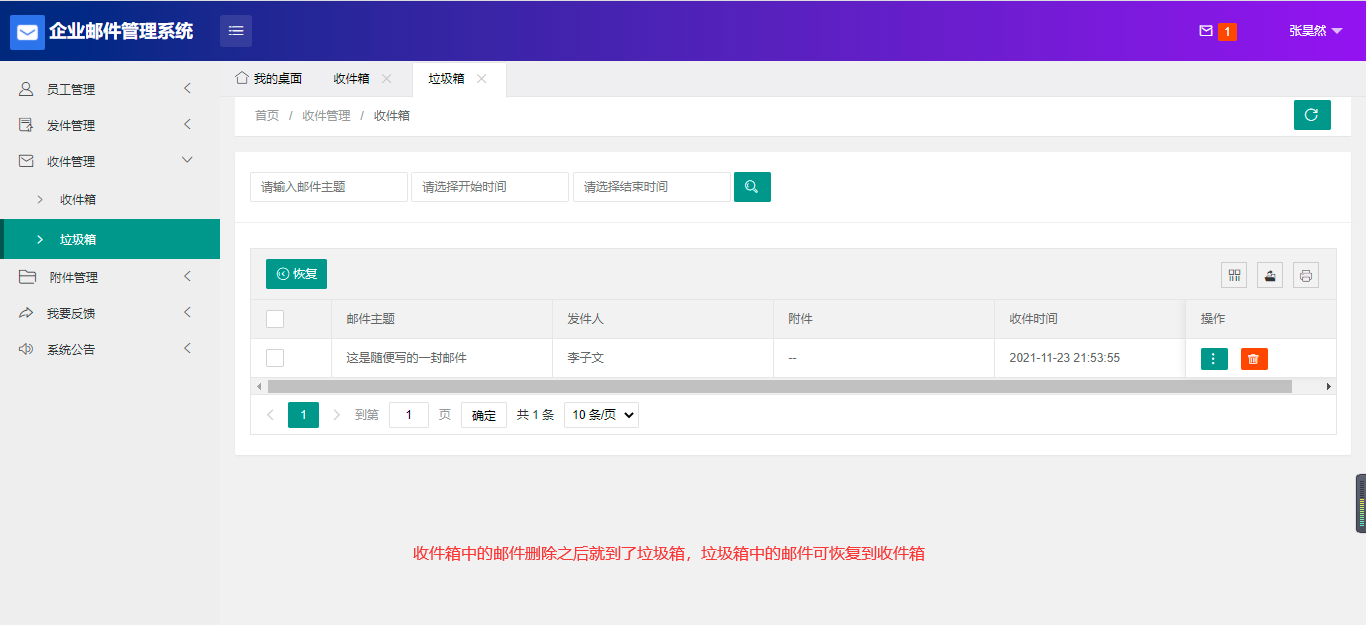 企业邮件管理系统
1
张昊然
员工管理
发件管理
收件管理
收件箱
垃圾箱
附件管理
我要反馈
系统公告
我的桌面 收件箱 垃圾箱
首页 / 收件管理 / 收件箱
请输入邮件主题 请选择开始时间 请选择结束时间
恢复
邮件主题 发件人 附件 收件时间 操作
这是随便写的一封邮件 李子文 -- 2021-11-23 21:53:55
1 到第 1 页 确定 共 1 条 10 条/页
收件箱中的邮件删除之后就到了垃圾箱，垃圾箱中的邮件可恢复到收件箱